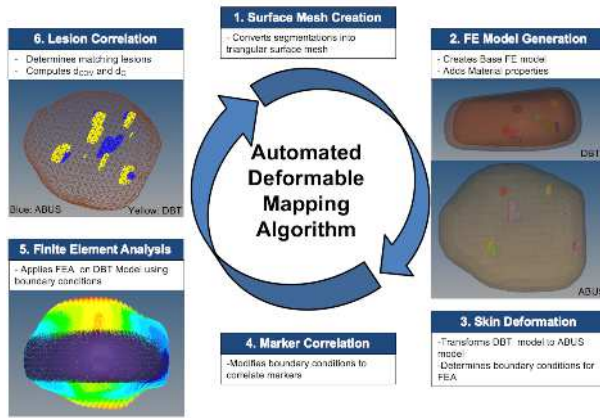 1. Surface Mesh Creation
- Converts segmentations into
triangular surface mesh
2. FE Model Generation
- Creates Base FE model
- Adds Material properties
DBT
ABUS
3. Skin Deformation
-Transforms DBT model to ABUS
model
-Determines boundary conditions for
FEA
4. Marker Correlation
-Modifies boundary conditions to
correlate markers
5. Finite Element Analysis
- Applies FEA on DBT Model using
boundary conditions
6. Lesion Correlation
- Determines matching lesions
- Computes d_COV and d_C
Blue: ABUS
Yellow: DBT
Automated
Deformable
Mapping
Algorithm